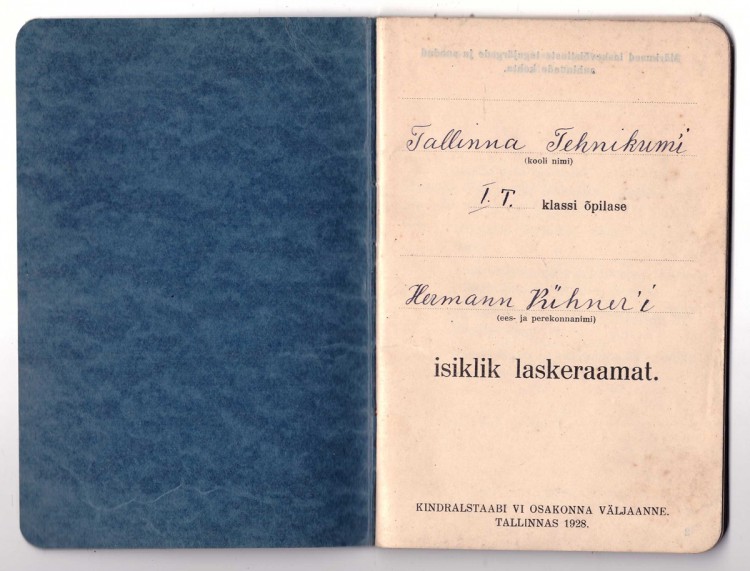 Tallinna Tehnikumi
(kooli nimi)
I. T. klassi õpilase
Hermann Kühner'i
(ees- ja perekonnanimi)
isiklik laskeraamat.
KINDRALSTAABI VI OSAKONNA VÄLJAANNE.
TALLINNAS 1928.